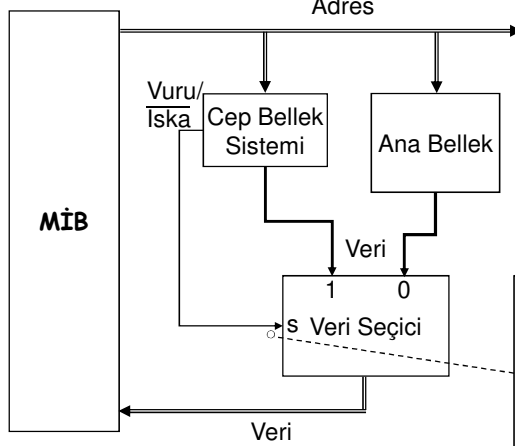 Adres
Vuru/
Iska
Cep Bellek
Sistemi
Ana Bellek
MİB
Veri
1 0
s Veri Seçici
Veri